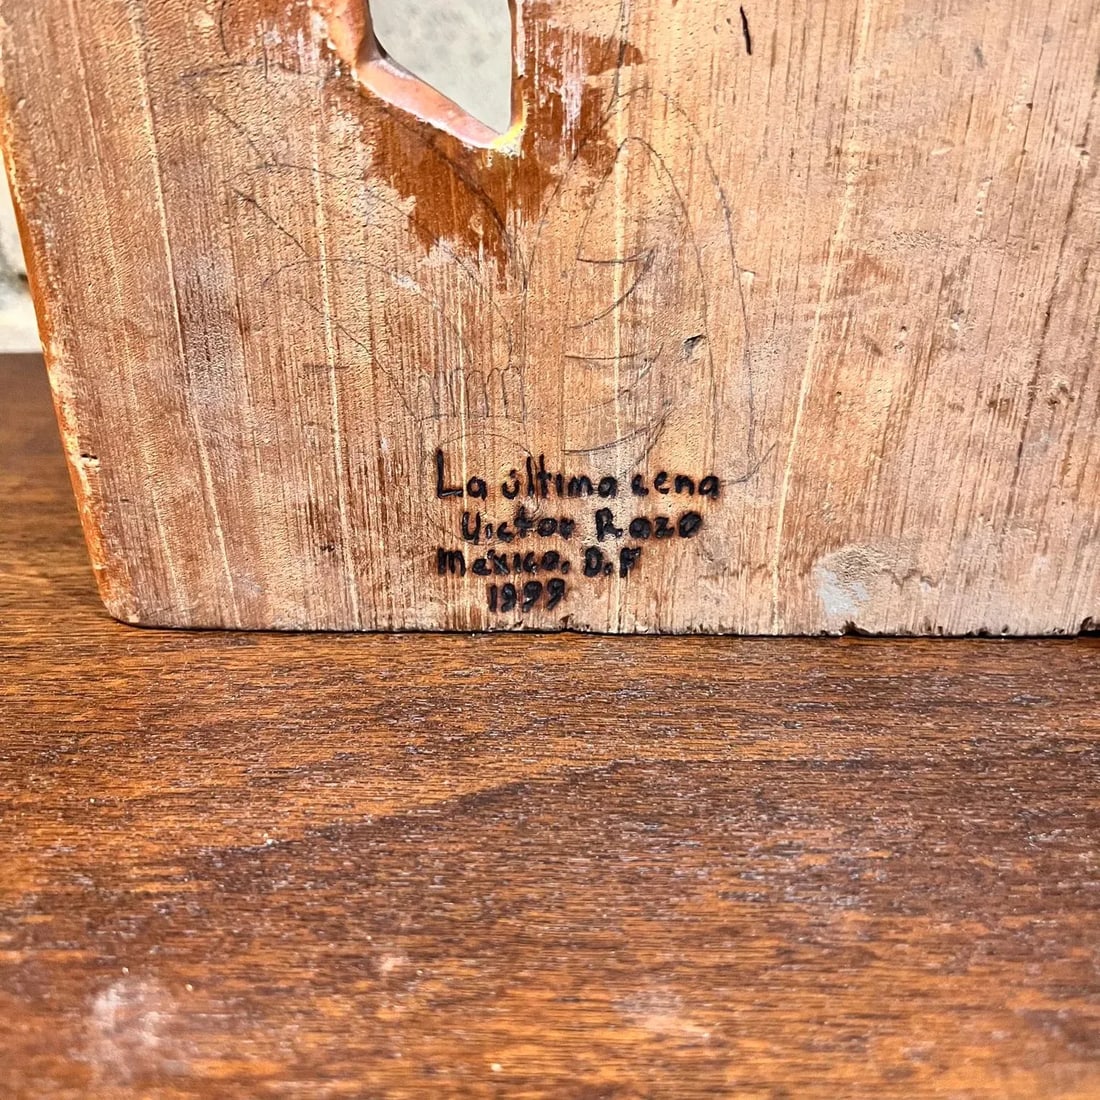 La última cena
Victor Rozo
México. D.F
1999